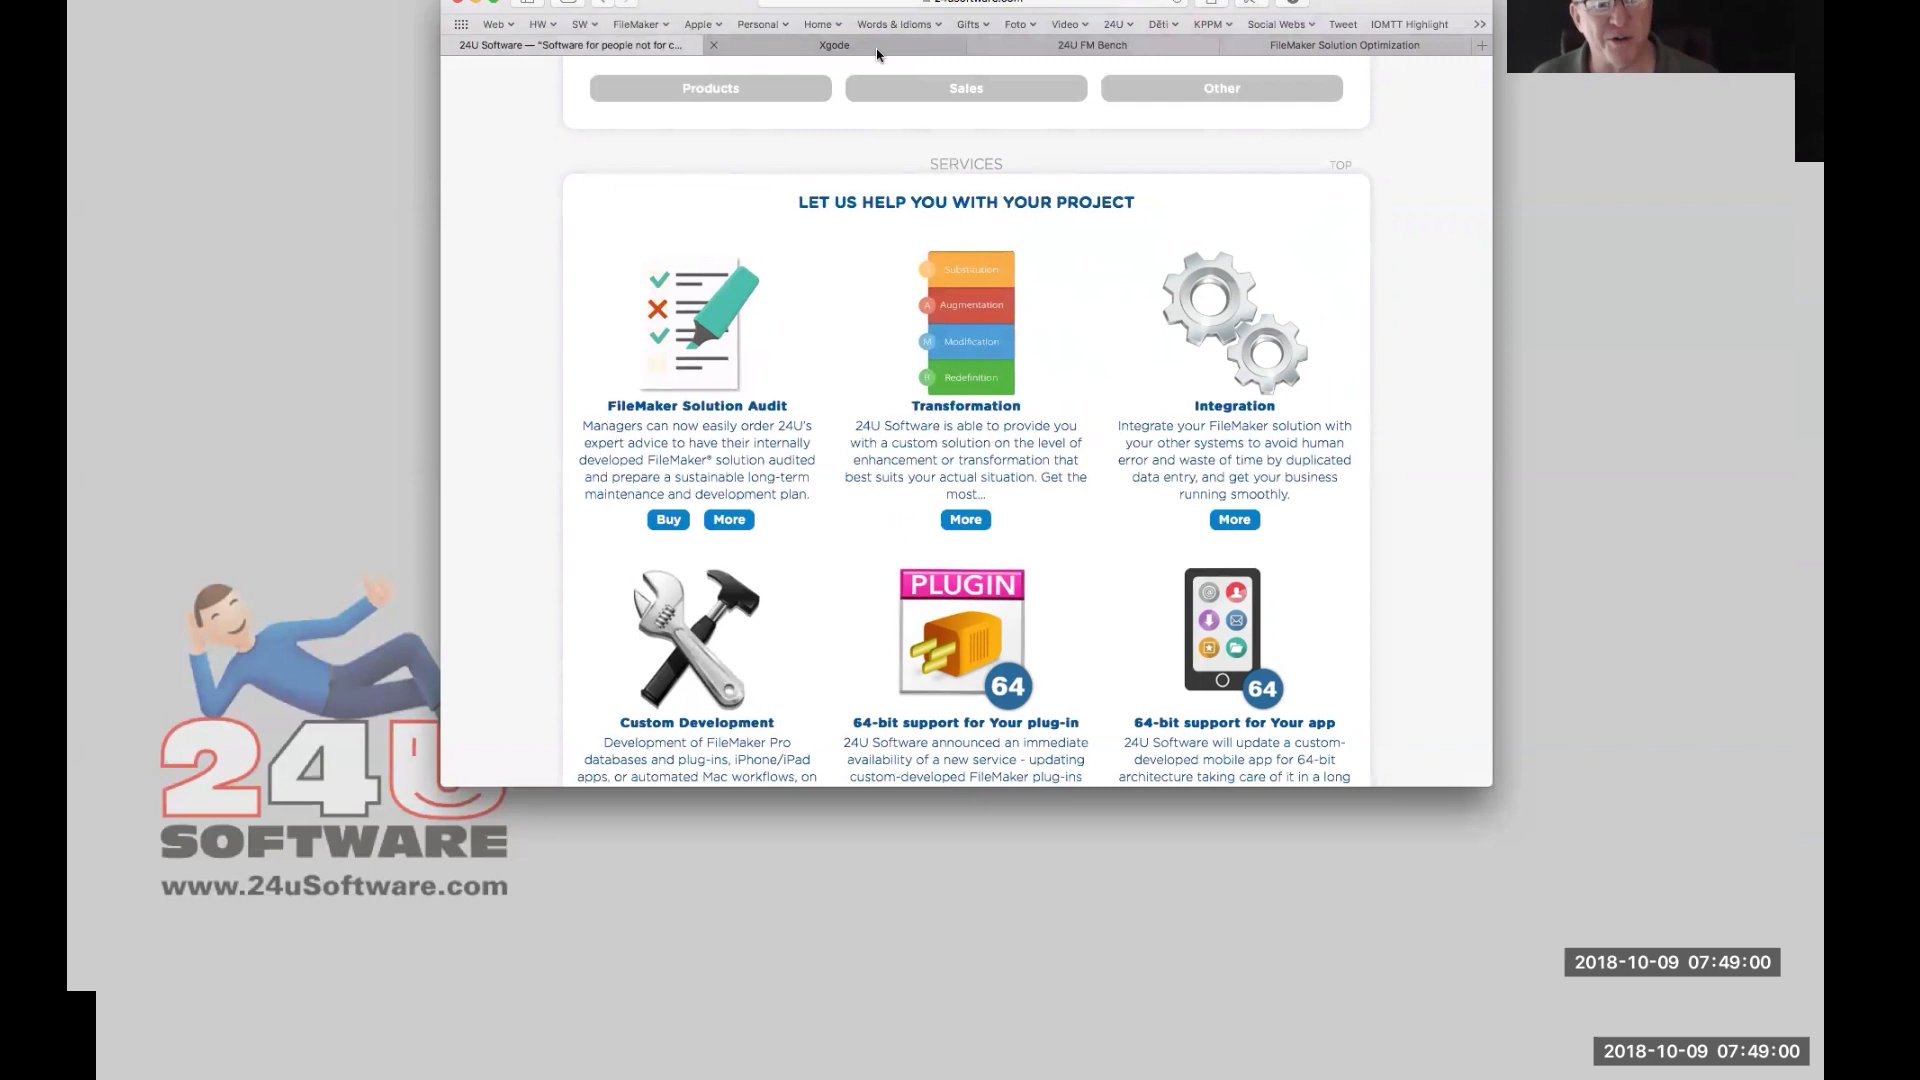 24usoftware.com
Web HW SW FileMaker Apple Personal Home Words & Idioms Gifts Foto Video 24U Děti KPPM Social Webs Tweet IOMTT Highlight >>
24U Software — "Software for people not for c... Xgode 24U FM Bench FileMaker Solution Optimization
Products Sales Other
SERVICES TOP
LET US HELP YOU WITH YOUR PROJECT
Substitution
A Augmentation
M Modification
R Redefinition
FileMaker Solution Audit
Managers can now easily order 24U's
expert advice to have their internally
developed FileMaker® solution audited
and prepare a sustainable long-term
maintenance and development plan.
Buy More
Transformation
24U Software is able to provide you
with a custom solution on the level of
enhancement or transformation that
best suits your actual situation. Get the
most...
More
Integration
Integrate your FileMaker solution with
your other systems to avoid human
error and waste of time by duplicated
data entry, and get your business
running smoothly.
More
Custom Development
Development of FileMaker Pro
databases and plug-ins, iPhone/iPad
apps, or automated Mac workflows, on
PLUGIN
64
64-bit support for Your plug-in
24U Software announced an immediate
availability of a new service - updating
custom-developed FileMaker plug-ins
64
64-bit support for Your app
24U Software will update a custom-
developed mobile app for 64-bit
architecture taking care of it in a long
24U
SOFTWARE
www.24uSoftware.com
2018-10-09 07:49:00
2018-10-09 07:49:00